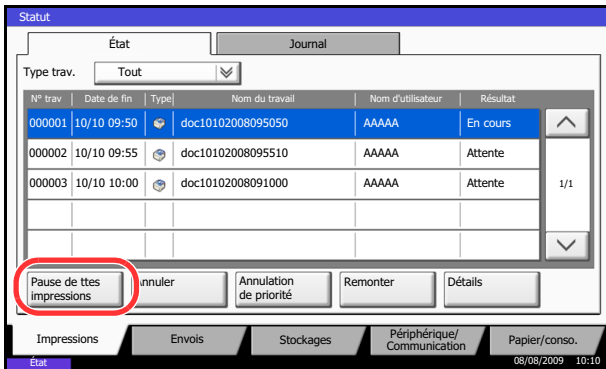 Statut
État Journal
Type trav. Tout
N° trav Date de fin Type Nom du travail Nom d'utilisateur Résultat
000001 10/10 09:50 doc10102008095050 AAAAA En cours
000002 10/10 09:55 doc10102008095510 AAAAA Attente
000003 10/10 10:00 doc10102008091000 AAAAA Attente
1/1
Pause de ttes
impressions
nnuler
Annulation
de priorité
Remonter
Détails
Impressions Envois Stockages
Périphérique/
Communication
Papier/conso.
État 08/08/2009 10:10